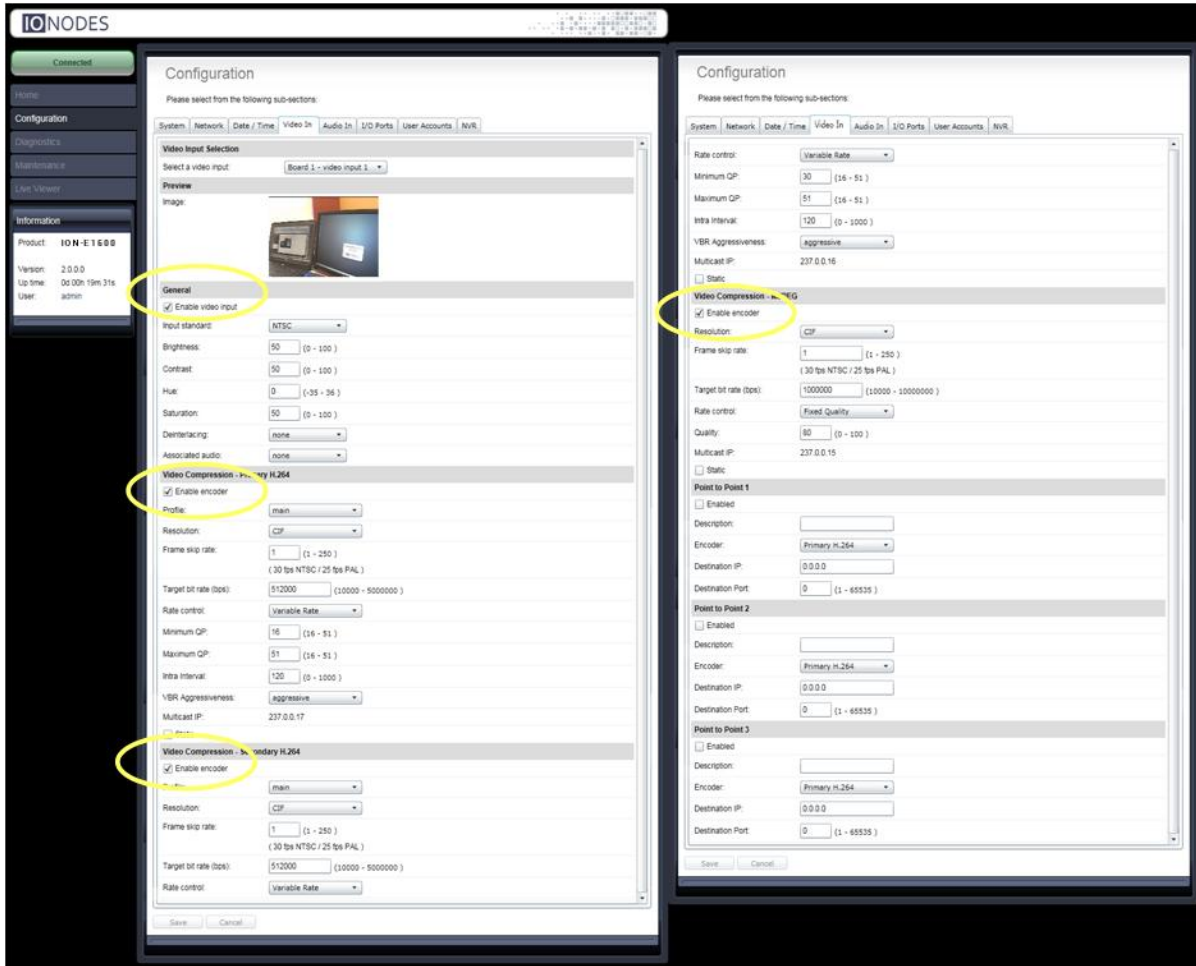 IONODES
Connected
Home
Configuration
Diagnostics
Maintenance
Live Viewer
Information
Product: ION-E1600
Version: 2.0.0.0
Up time: 0d 00h 19m 31s
User: admin
Configuration
Please select from the following sub-sections:
System Network Date / Time Video In Audio In I/O Ports User Accounts NVR
Video Input Selection
Select a video input: Board 1 - video input 1
Preview
Image:
General
Enable video input
Input standard: NTSC
Brightness: 50 (0 - 100 )
Contrast: 50 (0 - 100 )
Hue: 0 (-35 - 36 )
Saturation: 50 (0 - 100 )
Deinterlacing: none
Associated audio: none
Video Compression - Primary H.264
Enable encoder
Profile: main
Resolution: CIF
Frame skip rate: 1 (1 - 250 )
( 30 fps NTSC / 25 fps PAL )
Target bit rate (bps): 512000 (10000 - 5000000 )
Rate control: Variable Rate
Minimum QP: 16 (16 - 51 )
Maximum QP: 51 (16 - 51 )
Intra Interval: 120 (0 - 1000 )
VBR Aggressiveness: aggressive
Multicast IP: 237.0.0.17
Static
Video Compression - Secondary H.264
Enable encoder
Profile: main
Resolution: CIF
Frame skip rate: 1 (1 - 250 )
( 30 fps NTSC / 25 fps PAL )
Target bit rate (bps): 512000 (10000 - 5000000 )
Rate control: Variable Rate
Save Cancel
Configuration
Please select from the following sub-sections:
System Network Date / Time Video In Audio In I/O Ports User Accounts NVR
Rate control: Variable Rate
Minimum QP: 30 (16 - 51 )
Maximum QP: 51 (16 - 51 )
Intra Interval: 120 (0 - 1000 )
VBR Aggressiveness: aggressive
Multicast IP: 237.0.0.16
Static
Video Compression - MJPEG
Enable encoder
Resolution: CIF
Frame skip rate: 1 (1 - 250 )
( 30 fps NTSC / 25 fps PAL )
Target bit rate (bps): 1000000 (10000 - 10000000 )
Rate control: Fixed Quality
Quality: 80 (0 - 100 )
Multicast IP: 237.0.0.15
Static
Point to Point 1
Enabled
Description:
Encoder: Primary H.264
Destination IP: 0.0.0.0
Destination Port: 0 (1 - 65535 )
Point to Point 2
Enabled
Description:
Encoder: Primary H.264
Destination IP: 0.0.0.0
Destination Port: 0 (1 - 65535 )
Point to Point 3
Enabled
Description:
Encoder: Primary H.264
Destination IP: 0.0.0.0
Destination Port: 0 (1 - 65535 )
Save Cancel